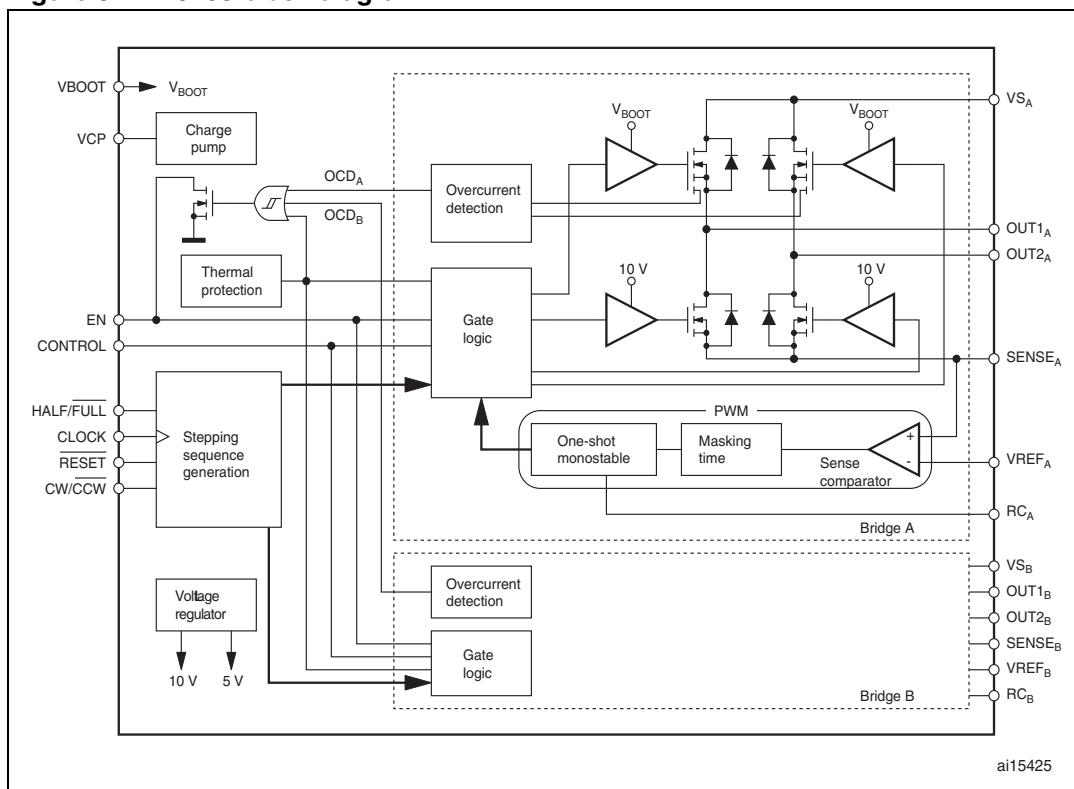 VBOOT
V_BOOT
VCP
Charge
pump
OCD_A
OCD_B
Thermal
protection
EN
CONTROL
HALF/FULL
CLOCK
RESET
CW/CCW
Stepping
sequence
generation
Voltage
regulator
10 V
5 V
Overcurrent
detection
Gate
logic
V_BOOT
V_BOOT
10 V
10 V
PWM
One-shot
monostable
Masking
time
+
-
Sense
comparator
Bridge A
Overcurrent
detection
Gate
logic
Bridge B
VS_A
OUT1_A
OUT2_A
SENSE_A
VREF_A
RC_A
VS_B
OUT1_B
OUT2_B
SENSE_B
VREF_B
RC_B
ai15425